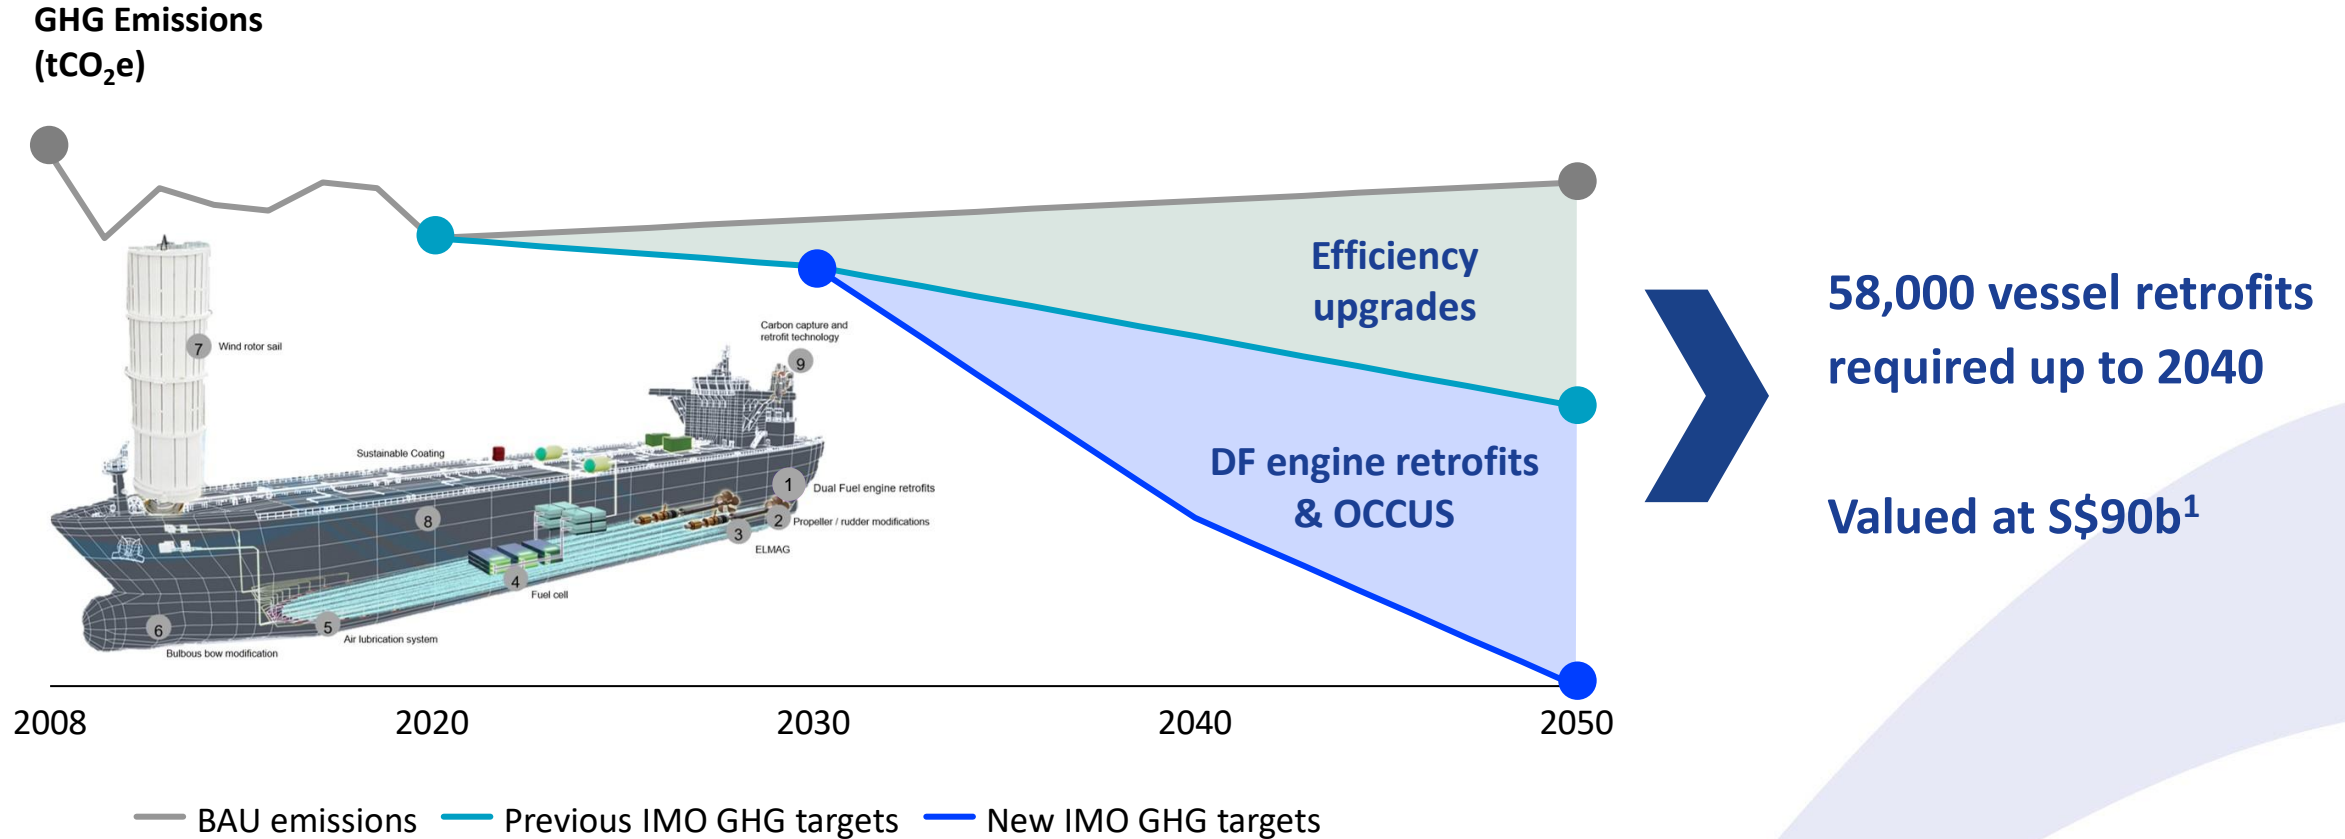 GHG Emissions
(tCO₂e)
7 Wind rotor sail
Carbon capture and
retrofit technology
9
Sustainable Coating
8
1 Dual Fuel engine retrofits
2 Propeller / rudder modifications
3
ELMAG
4
Fuel cell
5
Air lubrication system
6
Bulbous bow modification
Efficiency
upgrades
DF engine retrofits
& OCCUS
58,000 vessel retrofits
required up to 2040
Valued at S$90b¹
2008 2020 2030 2040 2050
BAU emissions Previous IMO GHG targets New IMO GHG targets